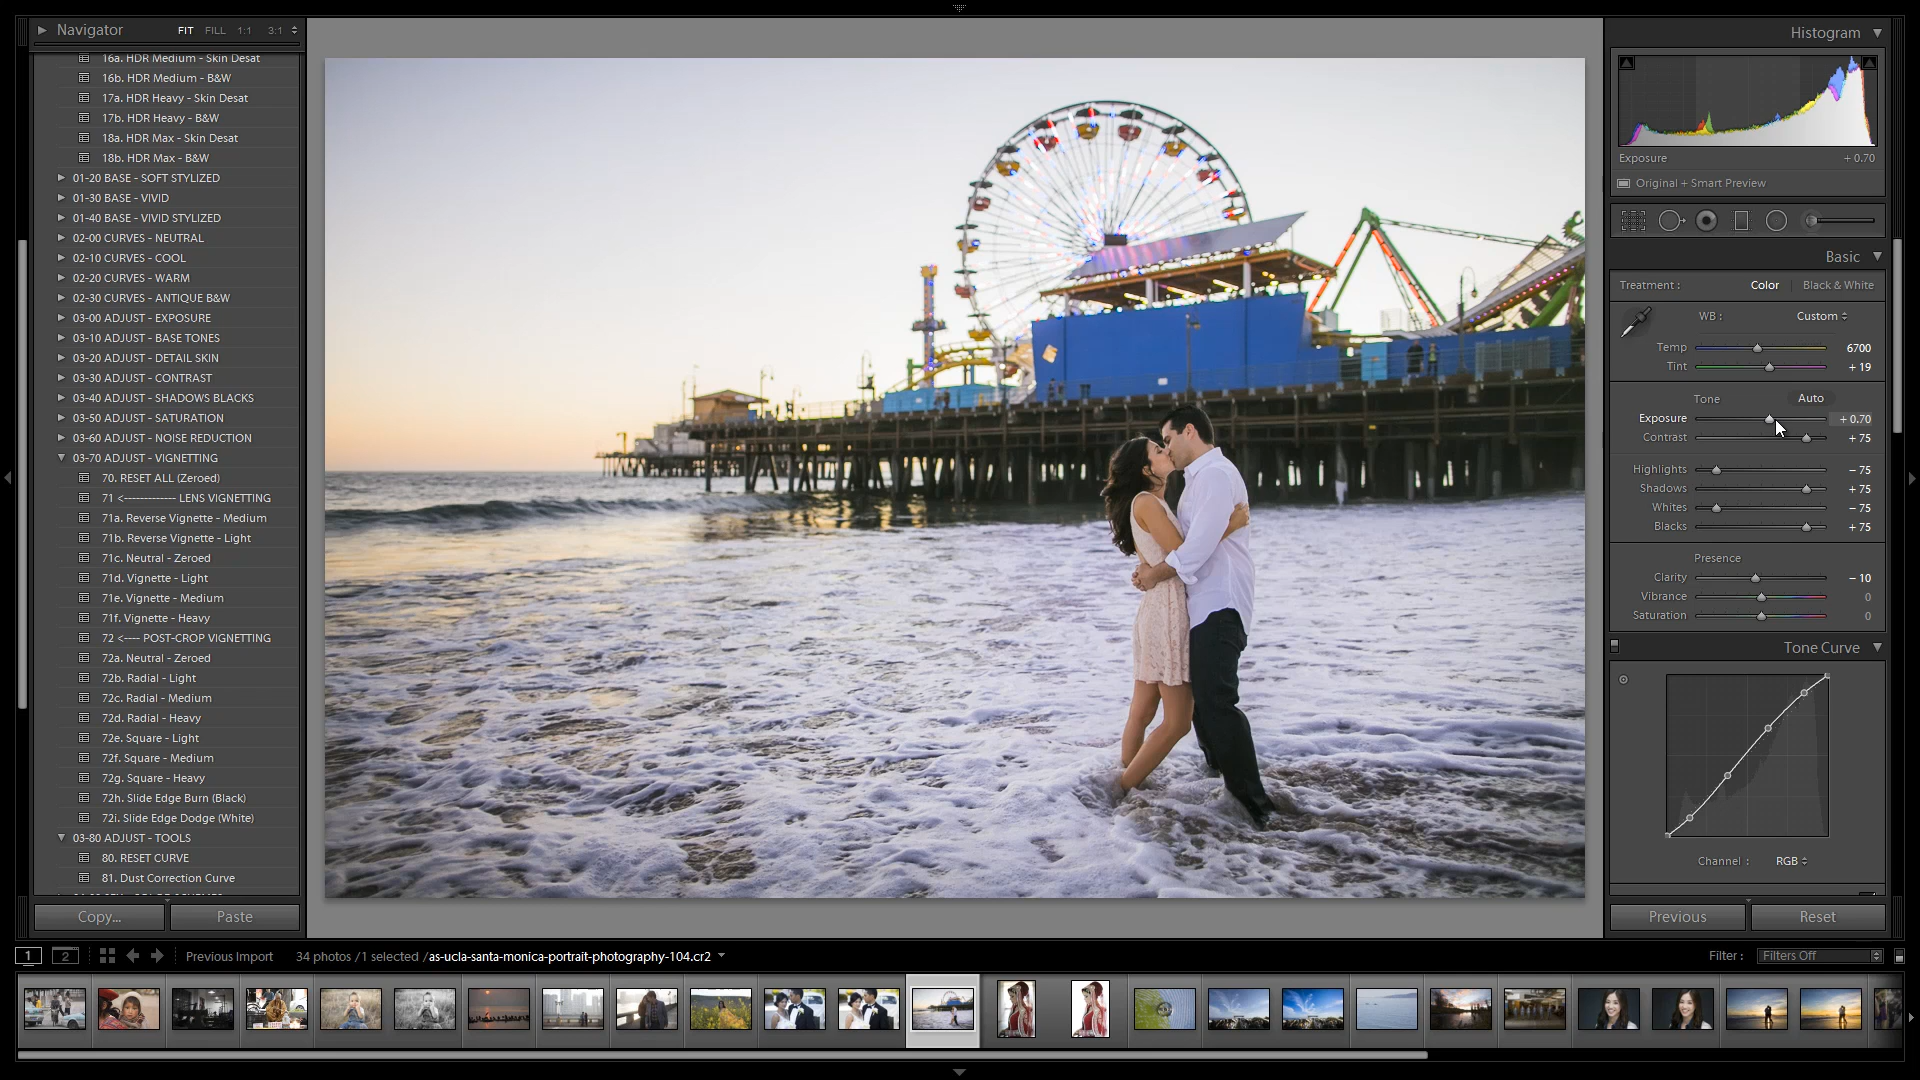 Navigator FIT FILL 1:1 3:1
16a. HDR Medium - Skin Desat
16b. HDR Medium - B&W
17a. HDR Heavy - Skin Desat
17b. HDR Heavy - B&W
18a. HDR Max - Skin Desat
18b. HDR Max - B&W
01-20 BASE - SOFT STYLIZED
01-30 BASE - VIVID
01-40 BASE - VIVID STYLIZED
02-00 CURVES - NEUTRAL
02-10 CURVES - COOL
02-20 CURVES - WARM
02-30 CURVES - ANTIQUE B&W
03-00 ADJUST - EXPOSURE
03-10 ADJUST - BASE TONES
03-20 ADJUST - DETAIL SKIN
03-30 ADJUST - CONTRAST
03-40 ADJUST - SHADOWS BLACKS
03-50 ADJUST - SATURATION
03-60 ADJUST - NOISE REDUCTION
03-70 ADJUST - VIGNETTING
70. RESET ALL (Zeroed)
71 <------------- LENS VIGNETTING
71a. Reverse Vignette - Medium
71b. Reverse Vignette - Light
71c. Neutral - Zeroed
71d. Vignette - Light
71e. Vignette - Medium
71f. Vignette - Heavy
72 <---- POST-CROP VIGNETTING
72a. Neutral - Zeroed
72b. Radial - Light
72c. Radial - Medium
72d. Radial - Heavy
72e. Square - Light
72f. Square - Medium
72g. Square - Heavy
72h. Slide Edge Burn (Black)
72i. Slide Edge Dodge (White)
03-80 ADJUST - TOOLS
80. RESET CURVE
81. Dust Correction Curve
Copy... Paste
Histogram
Exposure + 0.70
Original + Smart Preview
Basic
Treatment : Color Black & White
WB : Custom
Temp 6700
Tint + 19
Tone Auto
Exposure + 0.70
Contrast + 75
Highlights − 75
Shadows + 75
Whites − 75
Blacks + 75
Presence
Clarity − 10
Vibrance 0
Saturation 0
Tone Curve
Channel : RGB
Previous Reset
1 2 Previous Import 34 photos /1 selected /as-ucla-santa-monica-portrait-photography-104.cr2 Filter : Filters Off